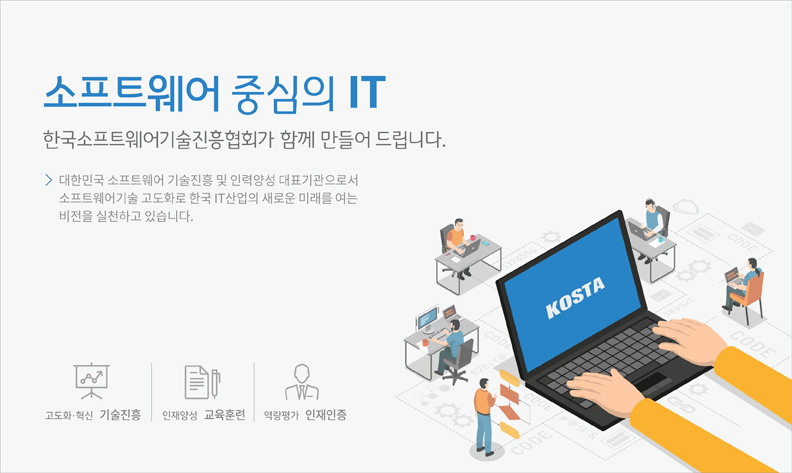 소프트웨어 중심의 IT
한국소프트웨어기술진흥협회가 함께 만들어 드립니다.
대한민국 소프트웨어 기술진흥 및 인력양성 대표기관으로서
소프트웨어기술 고도화로 한국 IT산업의 새로운 미래를 여는
비전을 실천하고 있습니다.
KOSTA
CODE
CODE
CODE
CODE
고도화·혁신 기술진흥
인재양성 교육훈련
역량평가 인재인증